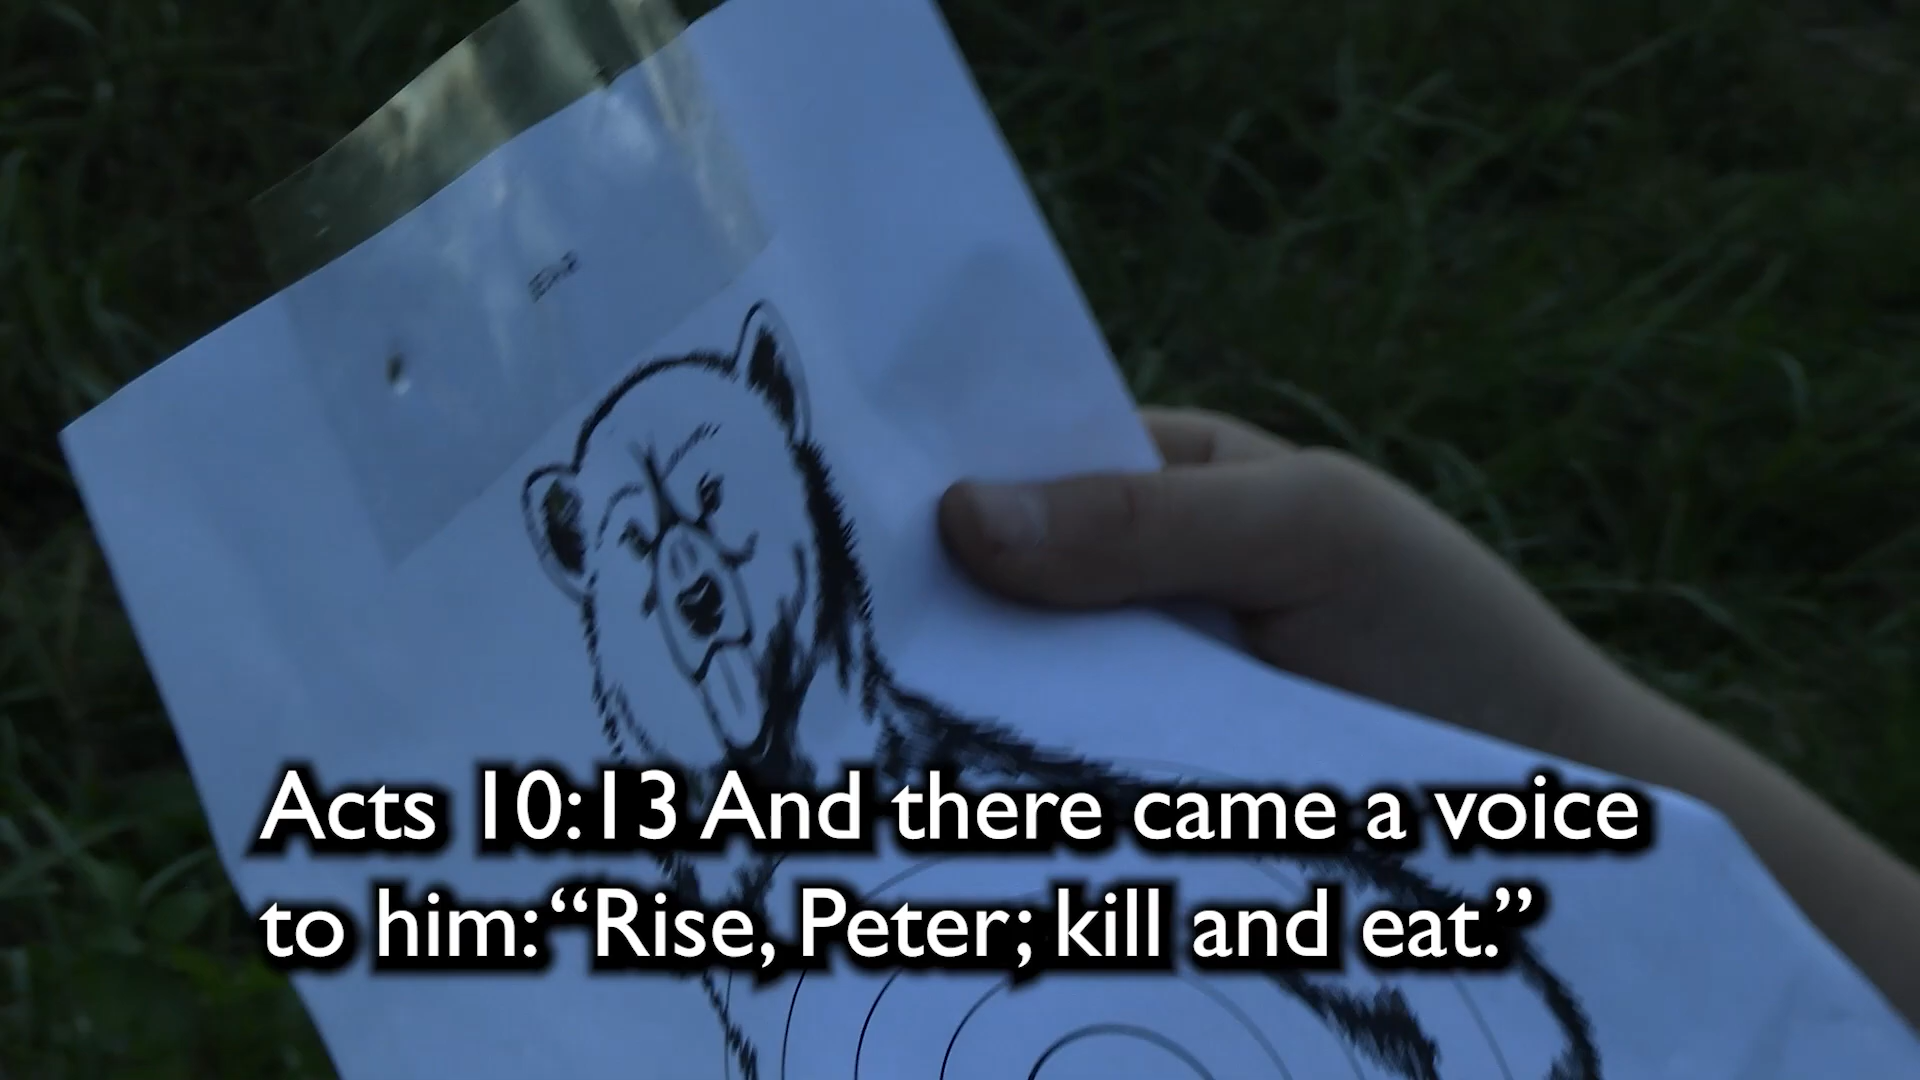 Acts 10:13 And there came a voice
to him: “Rise, Peter; kill and eat.”